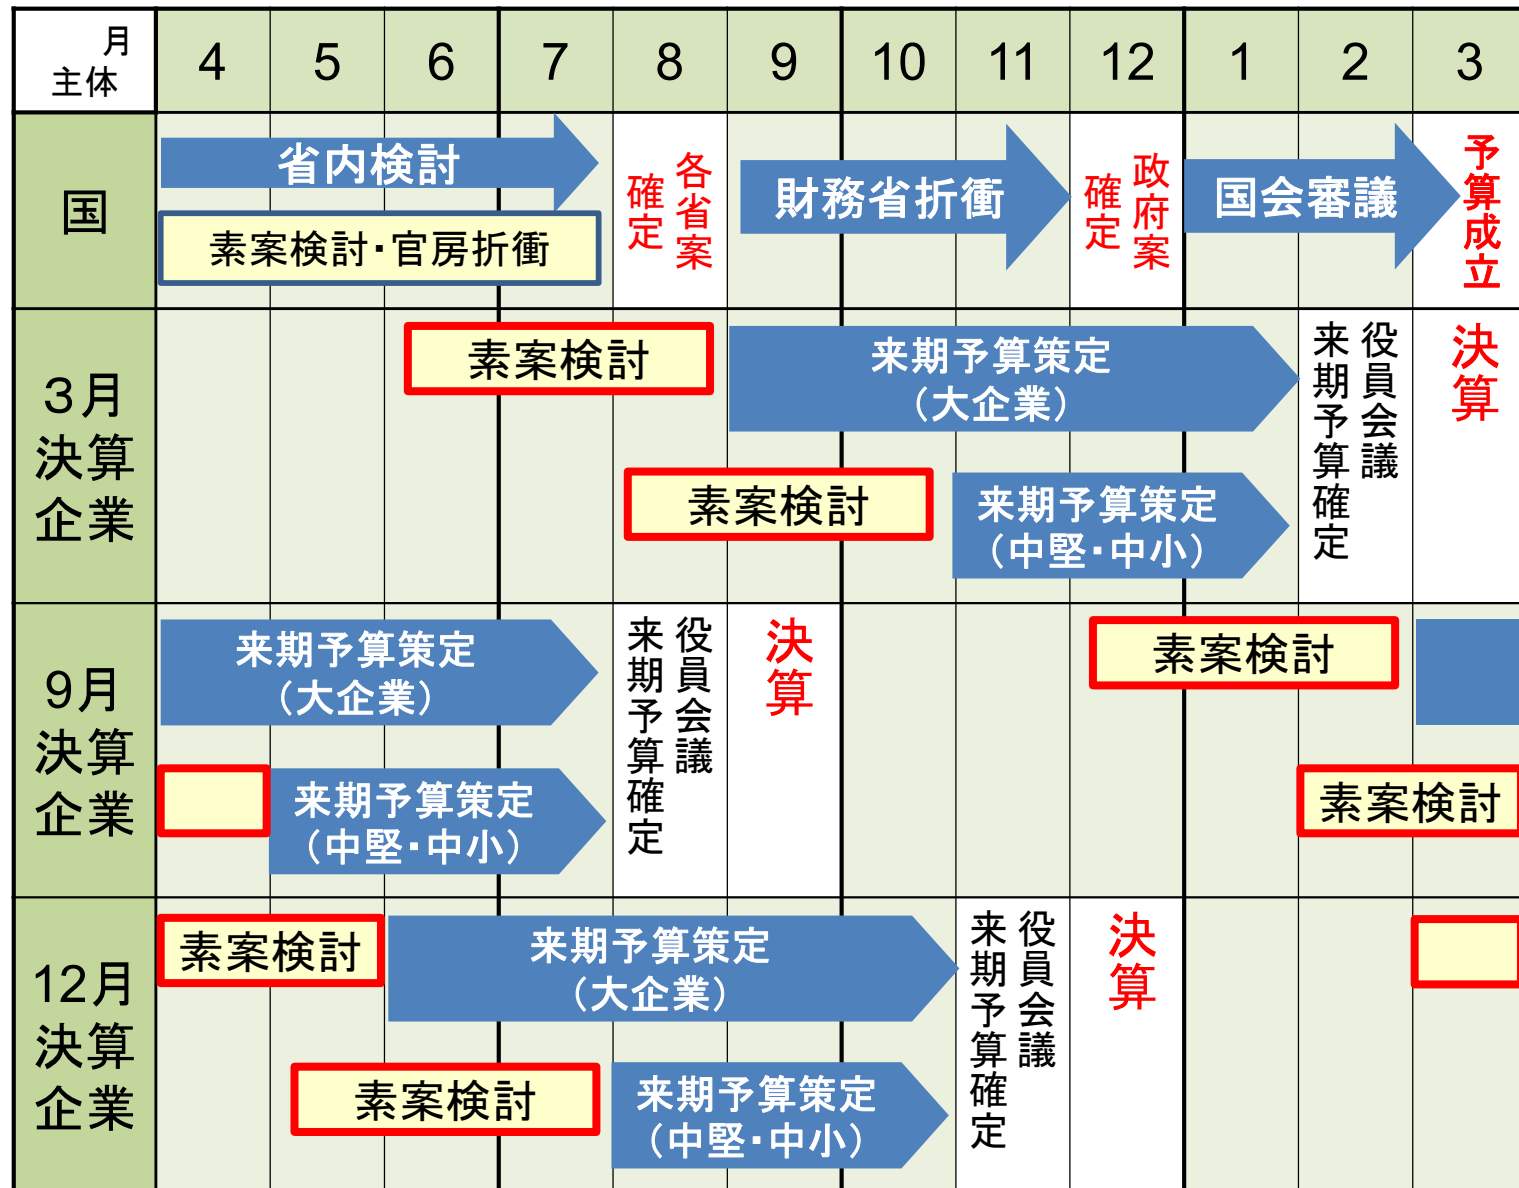 月
主体
4 5 6 7 8 9 10 11 12 1 2 3
国
省内検討
素案検討・官房折衝
各省案
確定
財務省折衝
政府案
確定
国会審議
予算成立
3月
決算
企業
素案検討
来期予算策定
(大企業)
素案検討
来期予算策定
(中堅・中小)
役員会議
来期予算確定
決算
9月
決算
企業
来期予算策定
(大企業)
来期予算策定
(中堅・中小)
役員会議
来期予算確定
決算
素案検討
素案検討
12月
決算
企業
素案検討
来期予算策定
(大企業)
素案検討
来期予算策定
(中堅・中小)
役員会議
来期予算確定
決算